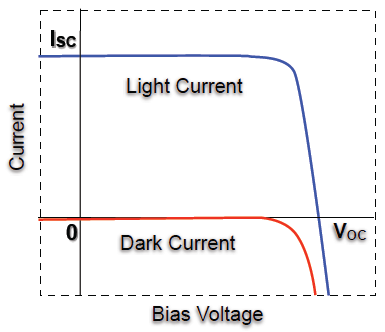 Isc
Light Current
Current
0
Dark Current
Voc
Bias Voltage